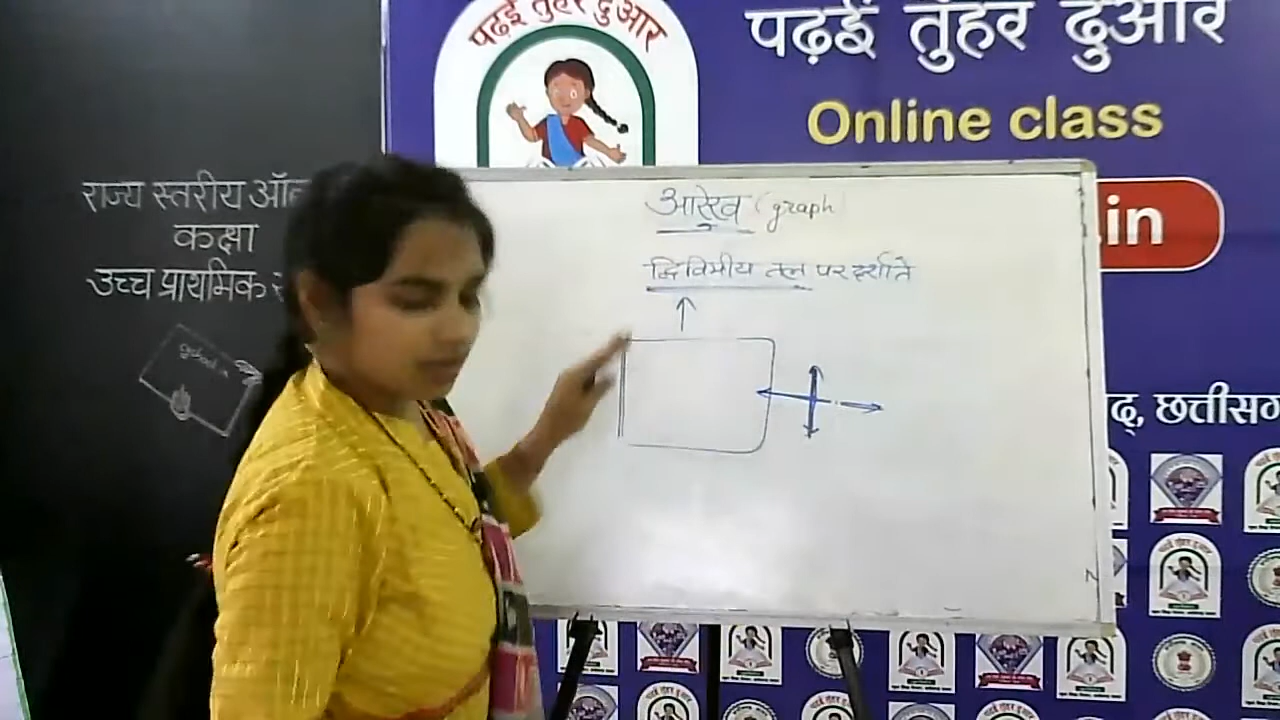 पढ़ई तुंहर दुआर
पढ़ई तुंहर दुआर
Online class
.in
राज्य स्तरीय
कक्षा
उच्च प्राथमिक
आरेख (graph
द्विविमीय तल पर दर्शाते
छत्तीसग